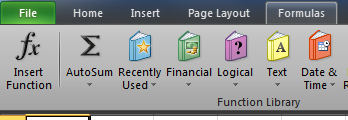 File Home Insert Page Layout Formulas
fx Σ ? A
Insert Function AutoSum Recently Used Financial Logical Text Date & Time
Function Library